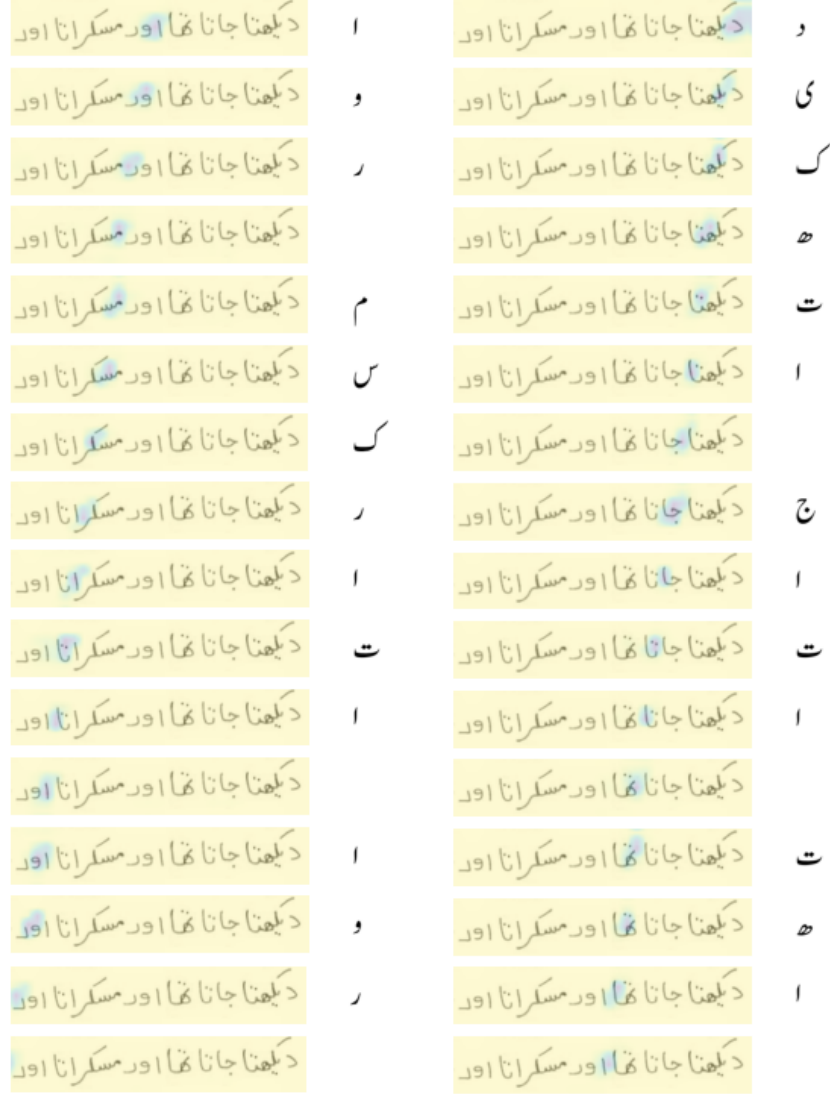 د دیکھتا جاتا تھا اور مسکراتا اور
ی دیکھتا جاتا تھا اور مسکراتا اور
ک دیکھتا جاتا تھا اور مسکراتا اور
ھ دیکھتا جاتا تھا اور مسکراتا اور
ت دیکھتا جاتا تھا اور مسکراتا اور
ا دیکھتا جاتا تھا اور مسکراتا اور
دیکھتا جاتا تھا اور مسکراتا اور
ج دیکھتا جاتا تھا اور مسکراتا اور
ا دیکھتا جاتا تھا اور مسکراتا اور
ت دیکھتا جاتا تھا اور مسکراتا اور
ا دیکھتا جاتا تھا اور مسکراتا اور
دیکھتا جاتا تھا اور مسکراتا اور
ت دیکھتا جاتا تھا اور مسکراتا اور
ھ دیکھتا جاتا تھا اور مسکراتا اور
ا دیکھتا جاتا تھا اور مسکراتا اور
دیکھتا جاتا تھا اور مسکراتا اور
ا دیکھتا جاتا تھا اور مسکراتا اور
و دیکھتا جاتا تھا اور مسکراتا اور
ر دیکھتا جاتا تھا اور مسکراتا اور
دیکھتا جاتا تھا اور مسکراتا اور
م دیکھتا جاتا تھا اور مسکراتا اور
س دیکھتا جاتا تھا اور مسکراتا اور
ک دیکھتا جاتا تھا اور مسکراتا اور
ر دیکھتا جاتا تھا اور مسکراتا اور
ا دیکھتا جاتا تھا اور مسکراتا اور
ت دیکھتا جاتا تھا اور مسکراتا اور
ا دیکھتا جاتا تھا اور مسکراتا اور
دیکھتا جاتا تھا اور مسکراتا اور
ا دیکھتا جاتا تھا اور مسکراتا اور
و دیکھتا جاتا تھا اور مسکراتا اور
ر دیکھتا جاتا تھا اور مسکراتا اور
دیکھتا جاتا تھا اور مسکراتا اور